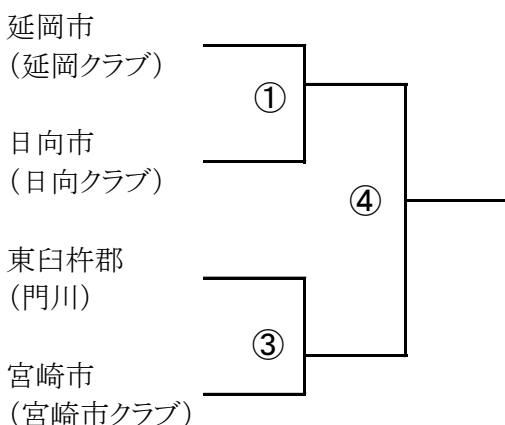 延岡市
(延岡クラブ)
①
日向市
(日向クラブ)
④
東臼杵郡
(門川)
③
宮崎市
(宮崎市クラブ)